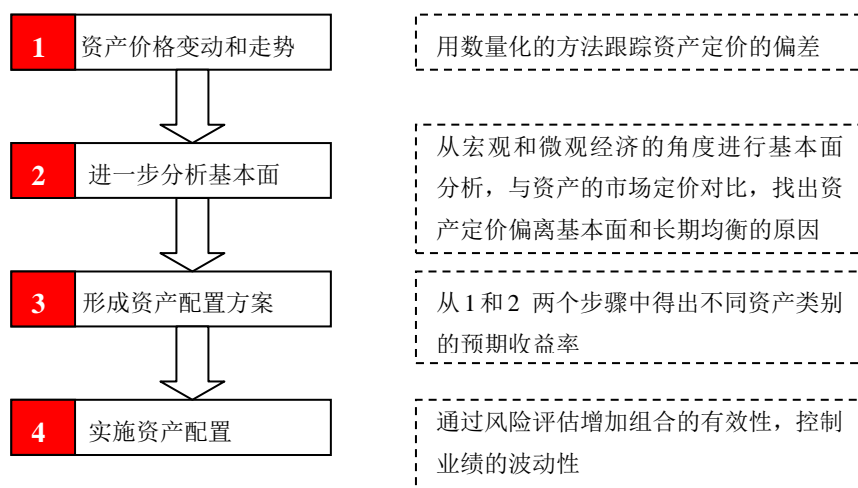 1 资产价格变动和走势
用数量化的方法跟踪资产定价的偏差
2 进一步分析基本面
从宏观和微观经济的角度进行基本面
分析，与资产的市场定价对比，找出资
产定价偏离基本面和长期均衡的原因
3 形成资产配置方案
从1和2 两个步骤中得出不同资产类别
的预期收益率
4 实施资产配置
通过风险评估增加组合的有效性，控制
业绩的波动性